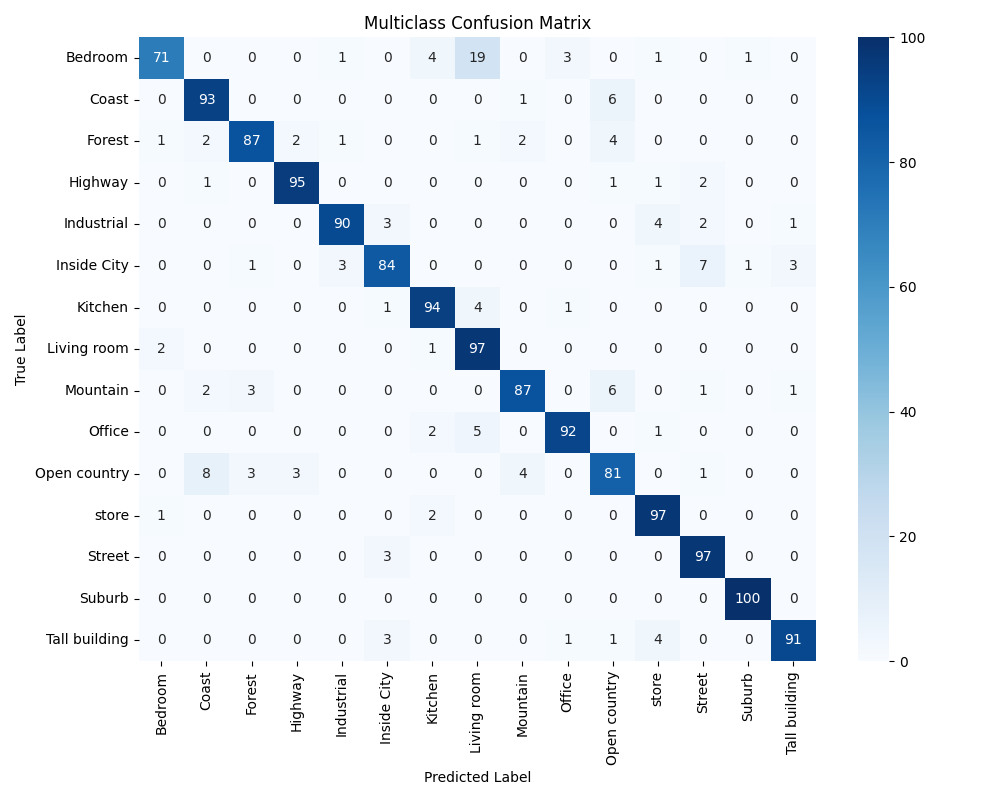 Multiclass Confusion Matrix
True Label
Bedroom 71 0 0 0 1 0 4 19 0 3 0 1 0 1 0
Coast 0 93 0 0 0 0 0 0 1 0 6 0 0 0 0
Forest 1 2 87 2 1 0 0 1 2 0 4 0 0 0 0
Highway 0 1 0 95 0 0 0 0 0 0 1 1 2 0 0
Industrial 0 0 0 0 90 3 0 0 0 0 0 4 2 0 1
Inside City 0 0 1 0 3 84 0 0 0 0 0 1 7 1 3
Kitchen 0 0 0 0 0 1 94 4 0 1 0 0 0 0 0
Living room 2 0 0 0 0 0 1 97 0 0 0 0 0 0 0
Mountain 0 2 3 0 0 0 0 0 87 0 6 0 1 0 1
Office 0 0 0 0 0 0 2 5 0 92 0 1 0 0 0
Open country 0 8 3 3 0 0 0 0 4 0 81 0 1 0 0
store 1 0 0 0 0 0 2 0 0 0 0 97 0 0 0
Street 0 0 0 0 0 3 0 0 0 0 0 0 97 0 0
Suburb 0 0 0 0 0 0 0 0 0 0 0 0 0 100 0
Tall building 0 0 0 0 0 3 0 0 0 1 1 4 0 0 91
Bedroom
Coast
Forest
Highway
Industrial
Inside City
Kitchen
Living room
Mountain
Office
Open country
store
Street
Suburb
Tall building
Predicted Label
100
80
60
40
20
0